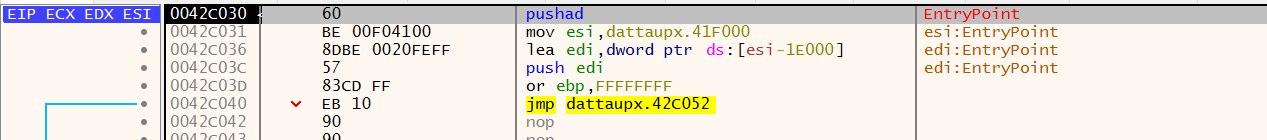 EIP ECX EDX ESI 0042C030 60 pushad EntryPoint
0042C031 BE 00F04100 mov esi,dattaupx.41F000 esi:EntryPoint
0042C036 8DBE 0020FEFF lea edi,dword ptr ds:[esi-1E000] edi:EntryPoint
0042C03C 57 push edi edi:EntryPoint
0042C03D 83CD FF or ebp,FFFFFFFF
0042C040 EB 10 jmp dattaupx.42C052
0042C042 90 nop
0042C043 90 nop